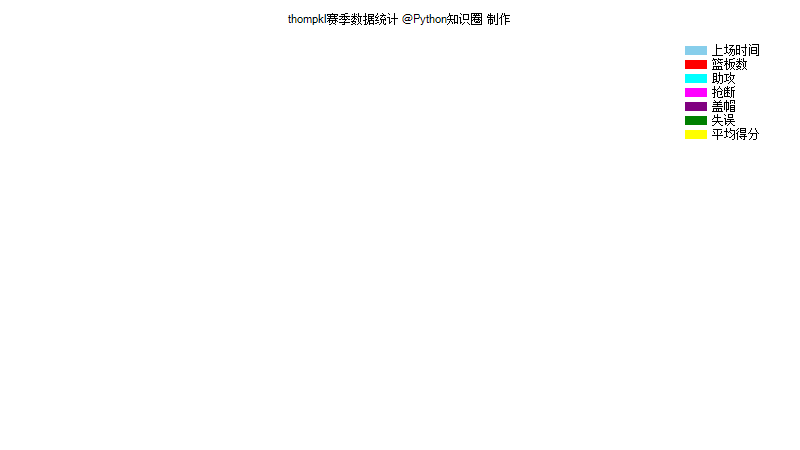 thompkl赛季数据统计 @Python知识圈 制作
上场时间
篮板数
助攻
抢断
盖帽
失误
平均得分